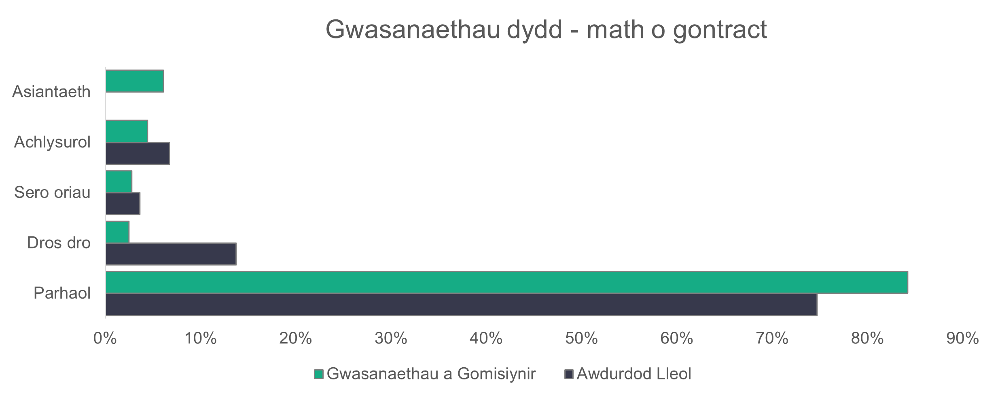 Gwasanaethau dydd - math o gontract
Asiantaeth
Achlysurol
Sero oriau
Dros dro
Parhaol
0% 10% 20% 30% 40% 50% 60% 70% 80% 90%
Gwasanaethau a Gomisiynir Awdurdod Lleol